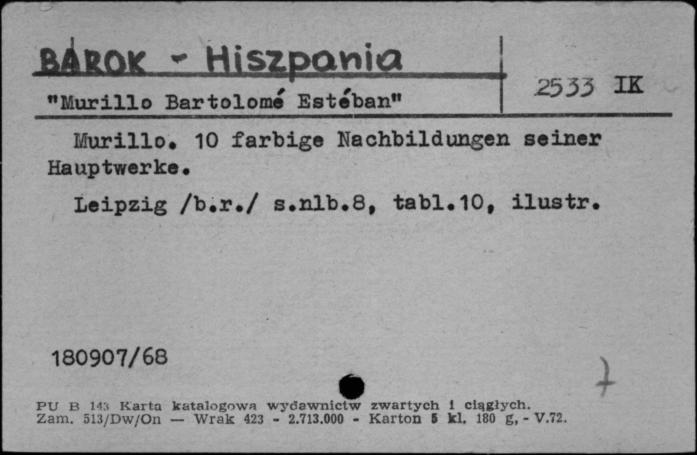 BAROK - Hiszpania
2533 IK
"Murillo Bartolomé Estéban"
Murillo. 10 farbige Nachbildungen seiner
Hauptwerke.
Leipzig /b.r./ s.nlb.8, tabl.10, ilustr.
180907/68
7
PU B 143 Karta katalogowa wydawnictw zwartych i ciągłych.
Zam. 513/Dw/On — Wrak 423 - 2.713.000 - Karton 5 kl. 180 g, - V.72.